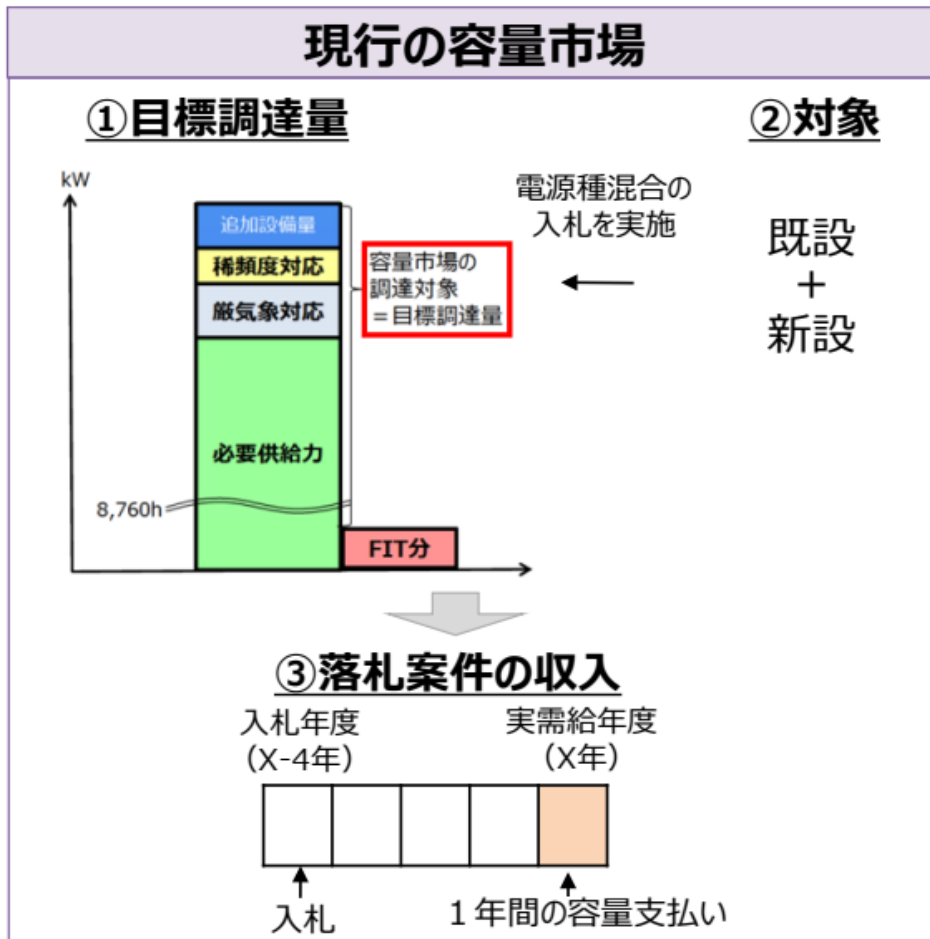 現行の容量市場
①目標調達量
②対象
kW
追加設備量
稀頻度対応
厳気象対応
必要供給力
8,760h
FIT分
容量市場の
調達対象
＝目標調達量
電源種混合の
入札を実施
既設
+
新設
③落札案件の収入
入札年度
（X-4年）
実需給年度
（X年）
入札
１年間の容量支払い